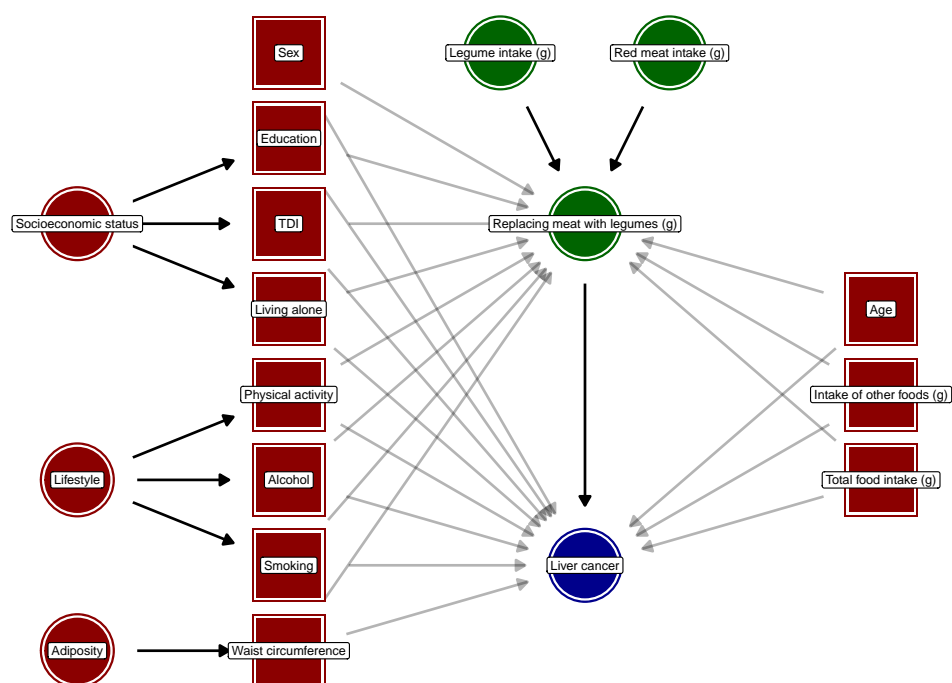 Sex
Legume intake (g)
Red meat intake (g)
Education
Socioeconomic status
TDI
Replacing meat with legumes (g)
Living alone
Age
Physical activity
Intake of other foods (g)
Lifestyle
Alcohol
Total food intake (g)
Smoking
Liver cancer
Adiposity
Waist circumference